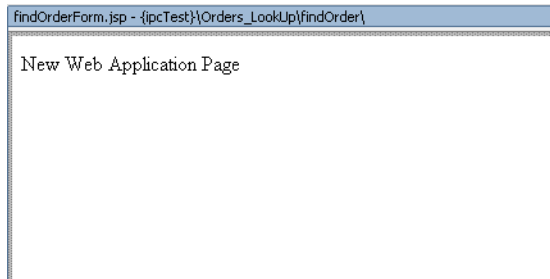 findOrderForm.jsp - {ipcTest}\Orders_LookUp\findOrder\
New Web Application Page